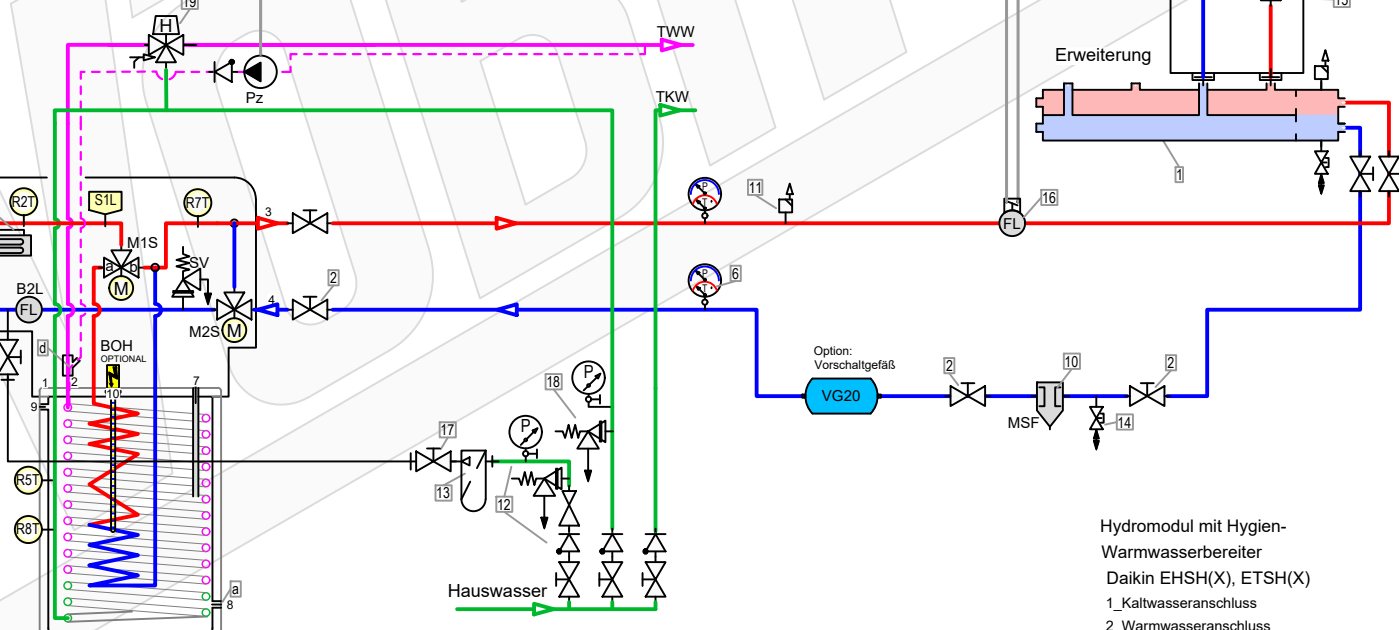 19
H
TWW
Pz
TKW
Erweiterung
15
1
R2T
S1L
R7T
3
P
T
11
16
FL
M1S
a
b
M
SV
P
T
6
B2L
FL
M2S
M
4
2
d
BOH
OPTIONAL
1
2
7
10
9
Option:
Vorschaltgefäß
VG20
2
10
2
MSF
14
P
18
17
P
13
12
R5T
R8T
a
8
Hauswasser
Hydromodul mit Hygien-
Warmwasserbereiter
Daikin EHSH(X), ETSH(X)
1_Kaltwasseranschluss
2_Warmwasseranschluss